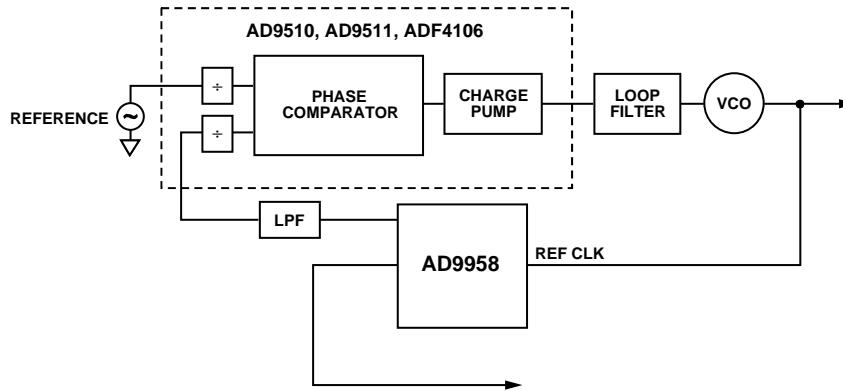 AD9510, AD9511, ADF4106
÷
PHASE
COMPARATOR
CHARGE
PUMP
LOOP
FILTER
VCO
REFERENCE
~
÷
LPF
AD9958
REF CLK